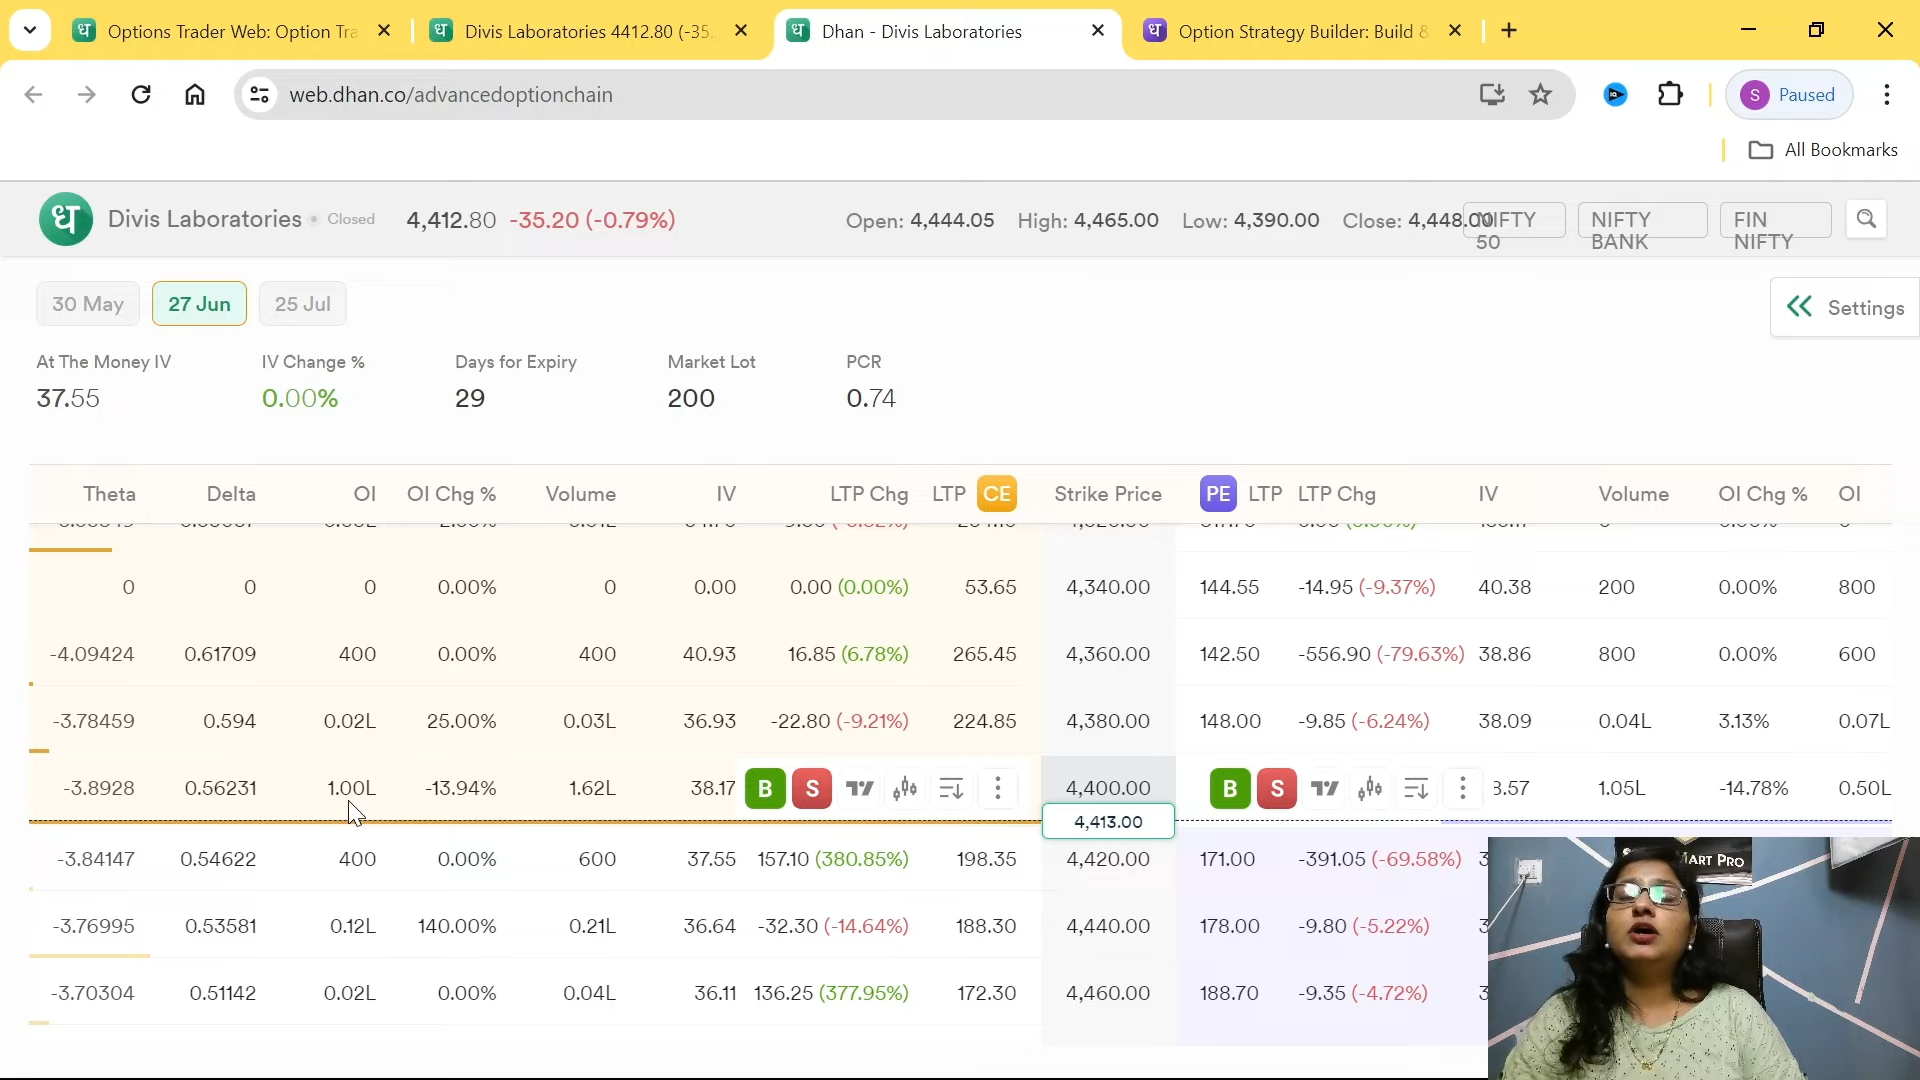 Options Trader Web: Option Tra
Divis Laboratories 4412.80 (-35.
Dhan - Divis Laboratories
Option Strategy Builder: Build &
web.dhan.co/advancedoptionchain
S Paused
All Bookmarks
ध Divis Laboratories Closed 4,412.80 -35.20 (-0.79%) Open: 4,444.05 High: 4,465.00 Low: 4,390.00 Close: 4,448.00 NIFTY 50 NIFTY BANK FIN NIFTY
30 May 27 Jun 25 Jul
Settings
At The Money IV IV Change % Days for Expiry Market Lot PCR
37.55 0.00% 29 200 0.74
Theta Delta OI OI Chg % Volume IV LTP Chg LTP CE Strike Price PE LTP LTP Chg IV Volume OI Chg % OI
0 0 0 0.00% 0 0.00 0.00 (0.00%) 53.65 4,340.00 144.55 -14.95 (-9.37%) 40.38 200 0.00% 800
-4.09424 0.61709 400 0.00% 400 40.93 16.85 (6.78%) 265.45 4,360.00 142.50 -556.90 (-79.63%) 38.86 800 0.00% 600
-3.78459 0.594 0.02L 25.00% 0.03L 36.93 -22.80 (-9.21%) 224.85 4,380.00 148.00 -9.85 (-6.24%) 38.09 0.04L 3.13% 0.07L
-3.8928 0.56231 1.00L -13.94% 1.62L 38.17 B S 4,400.00 B S 8.57 1.05L -14.78% 0.50L
4,413.00
-3.84147 0.54622 400 0.00% 600 37.55 157.10 (380.85%) 198.35 4,420.00 171.00 -391.05 (-69.58%)
-3.76995 0.53581 0.12L 140.00% 0.21L 36.64 -32.30 (-14.64%) 188.30 4,440.00 178.00 -9.80 (-5.22%)
-3.70304 0.51142 0.02L 0.00% 0.04L 36.11 136.25 (377.95%) 172.30 4,460.00 188.70 -9.35 (-4.72%)